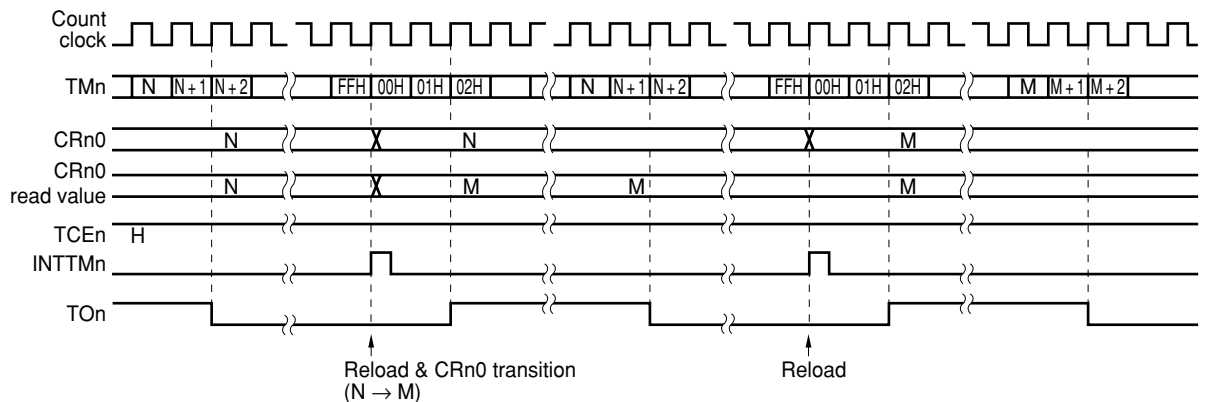 Count
clock
TMn N N + 1 N + 2 FFH 00H 01H 02H N N + 1 N + 2 FFH 00H 01H 02H M M + 1 M + 2
CRn0 N N M
CRn0
read value N M M M
TCEn H
INTTMn
TOn
Reload & CRn0 transition Reload
(N → M)